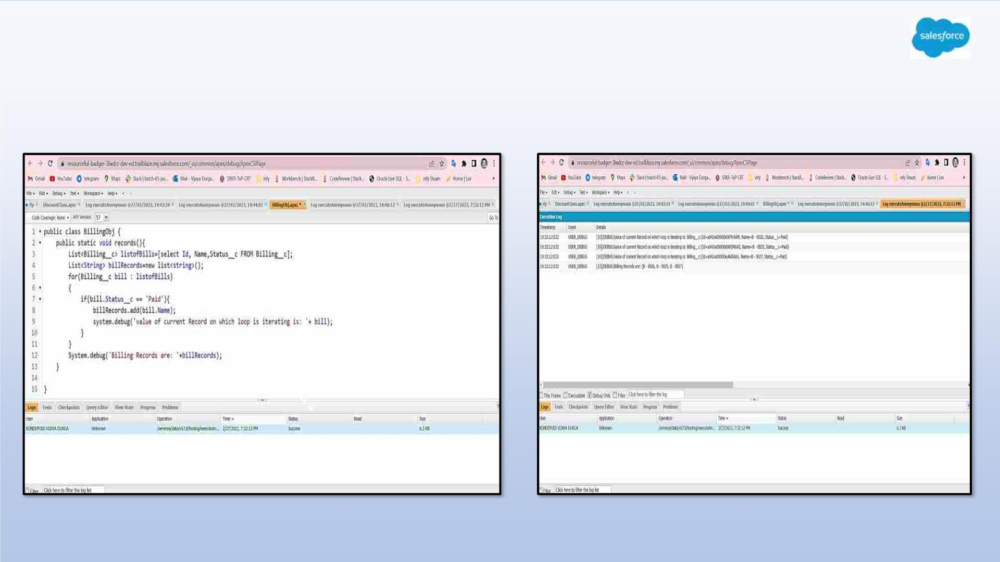 salesforce
resourceful-badger-3lwdrz-dev-ed.trailblaze.my.salesforce.com/_ui/common/apex/debug/ApexCSIPage
Gmail YouTube telegram Maps Slack | batch-65-jav... Mail - Vijaya Durga... SRKR-TNP-CRT infy Workbench | StackR... CodeReview | Stack... Oracle Live SQL - S... infy Steam Home | Lex
File Edit Debug Test Workspace Help < >
DiscountClass.apxc Log executeAnonymous @27/02/2023, 14:42:24 Log executeAnonymous @27/02/2023, 14:44:01 BillingObj.apxc * Log executeAnonymous @27/02/2023, 14:46:12 Log executeAnonymous @2/27/2023, 7:32:12 PM
Code Coverage: None API Version: 57 Go To
1 public class BillingObj {
2 public static void records(){
3 List<Billing__c> listofBills=[select Id, Name,Status__c FROM Billing__c];
4 List<String> billRecords=new list<string>();
5 for(Billing__c bill : listofBills)
6 {
7 if(bill.Status__c == 'Paid'){
8 billRecords.add(bill.Name);
9 system.debug('value of current Record on which loop is iterating is: '+ bill);
10 }
11 }
12 System.debug('Billing Records are: '+billRecords);
13 }
14
15 }
Logs Tests Checkpoints Query Editor View State Progress Problems
User Application Operation Time Status Read Size
KONDEPUDI VIJAYA DURGA Unknown /services/data/v57.0/tooling/executeAn... 2/27/2023, 7:32:12 PM Success 6.3 KB
Filter Click here to filter the log list
resourceful-badger-3lwdrz-dev-ed.trailblaze.my.salesforce.com/_ui/common/apex/debug/ApexCSIPage
Gmail YouTube telegram Maps Slack | batch-65-jav... Mail - Vijaya Durga... SRKR-TNP-CRT infy Workbench | StackR... CodeReview | Stack... Oracle Live SQL - S... infy Steam Home | Lex
File Edit Debug Test Workspace Help < >
DiscountClass.apxc Log executeAnonymous @27/02/2023, 14:42:24 Log executeAnonymous @27/02/2023, 14:44:01 BillingObj.apxc * Log executeAnonymous @27/02/2023, 14:46:12 Log executeAnonymous @2/27/2023, 7:32:12 PM
Execution Log
Timestamp Event Details
19:32:12:032 USER_DEBUG [10]|DEBUG|value of current Record on which loop is iterating is: Billing__c:{Name=B - 0026, Status__c=Paid}
19:32:12:032 USER_DEBUG [10]|DEBUG|value of current Record on which loop is iterating is: Billing__c:{Name=B - 0025, Status__c=Paid}
19:32:12:032 USER_DEBUG [10]|DEBUG|value of current Record on which loop is iterating is: Billing__c:{Name=B - 0027, Status__c=Paid}
19:32:12:032 USER_DEBUG [13]|DEBUG|Billing Records are: (B - 0026, B - 0025, B - 0027)
This Frame Executable Debug Only Filter Click here to filter the log
Logs Tests Checkpoints Query Editor View State Progress Problems
User Application Operation Time Status Read Size
KONDEPUDI VIJAYA DURGA Unknown /services/data/v57.0/tooling/executeAn... 2/27/2023, 7:32:12 PM Success 6.3 KB
Filter Click here to filter the log list